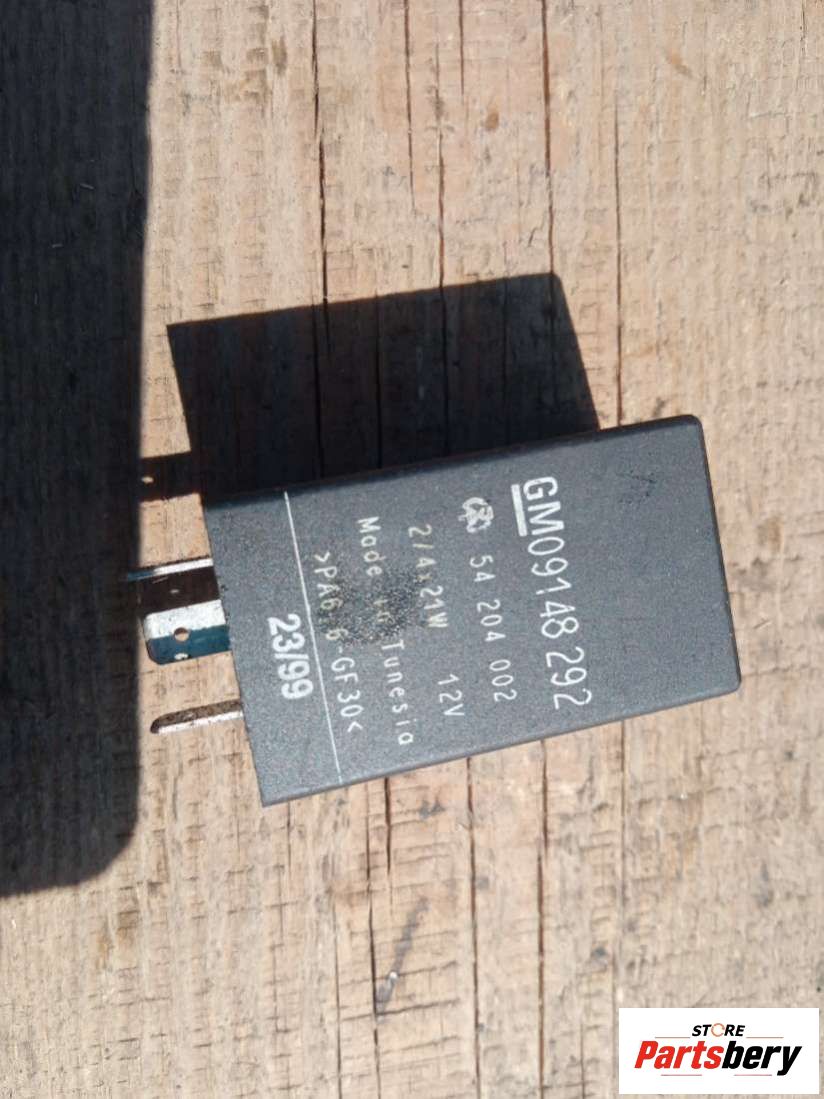 GM09148292
54 204 002
2/4x21W 12V
Made in Tunesia
>PA6.6-GF30<
23/99
STORE
Partsbery